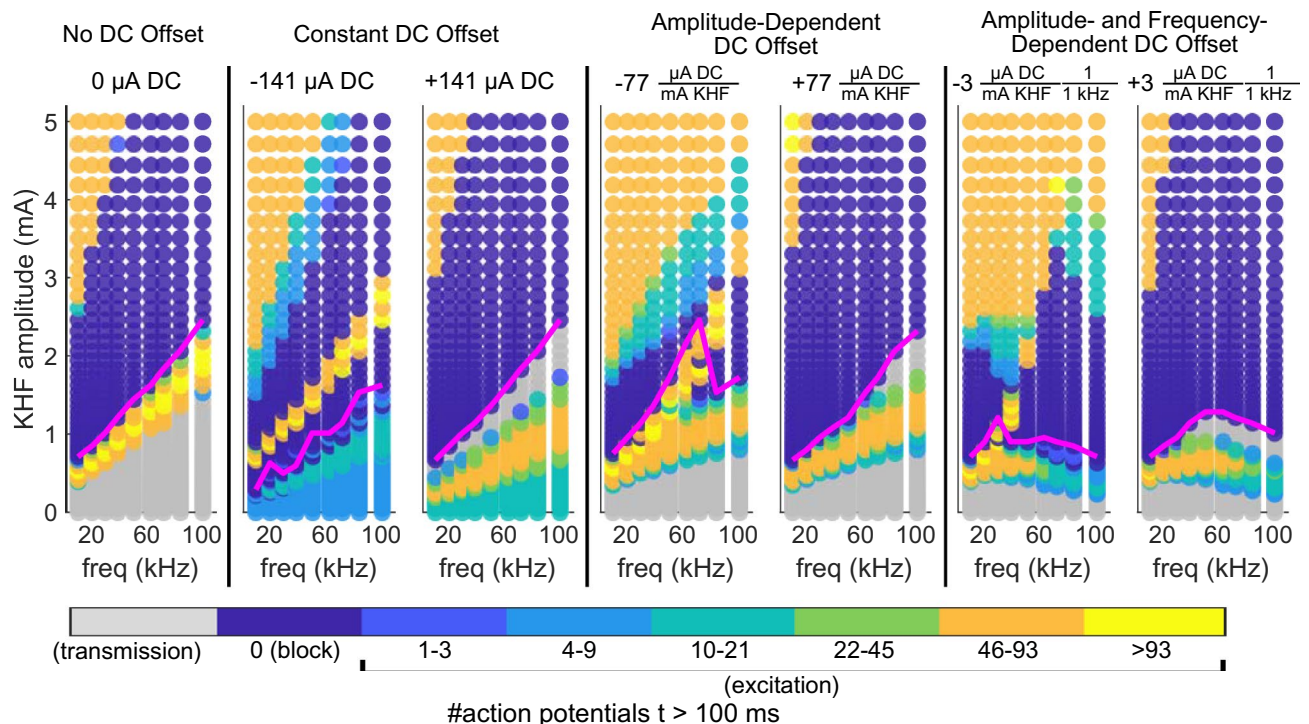 No DC Offset
Constant DC Offset
Amplitude-Dependent
DC Offset
Amplitude- and Frequency-
Dependent DC Offset
0 µA DC
-141 µA DC
+141 µA DC
-77 µA DC / mA KHF
+77 µA DC / mA KHF
-3 µA DC / mA KHF 1 / 1 kHz
+3 µA DC / mA KHF 1 / 1 kHz
KHF amplitude (mA)
5
4
3
2
1
0
20 60 100
20 60 100
20 60 100
20 60 100
20 60 100
20 60 100
20 60 100
freq (kHz)
freq (kHz)
freq (kHz)
freq (kHz)
freq (kHz)
freq (kHz)
freq (kHz)
(transmission)
0 (block)
1-3
4-9
10-21
22-45
46-93
>93
(excitation)
#action potentials t > 100 ms